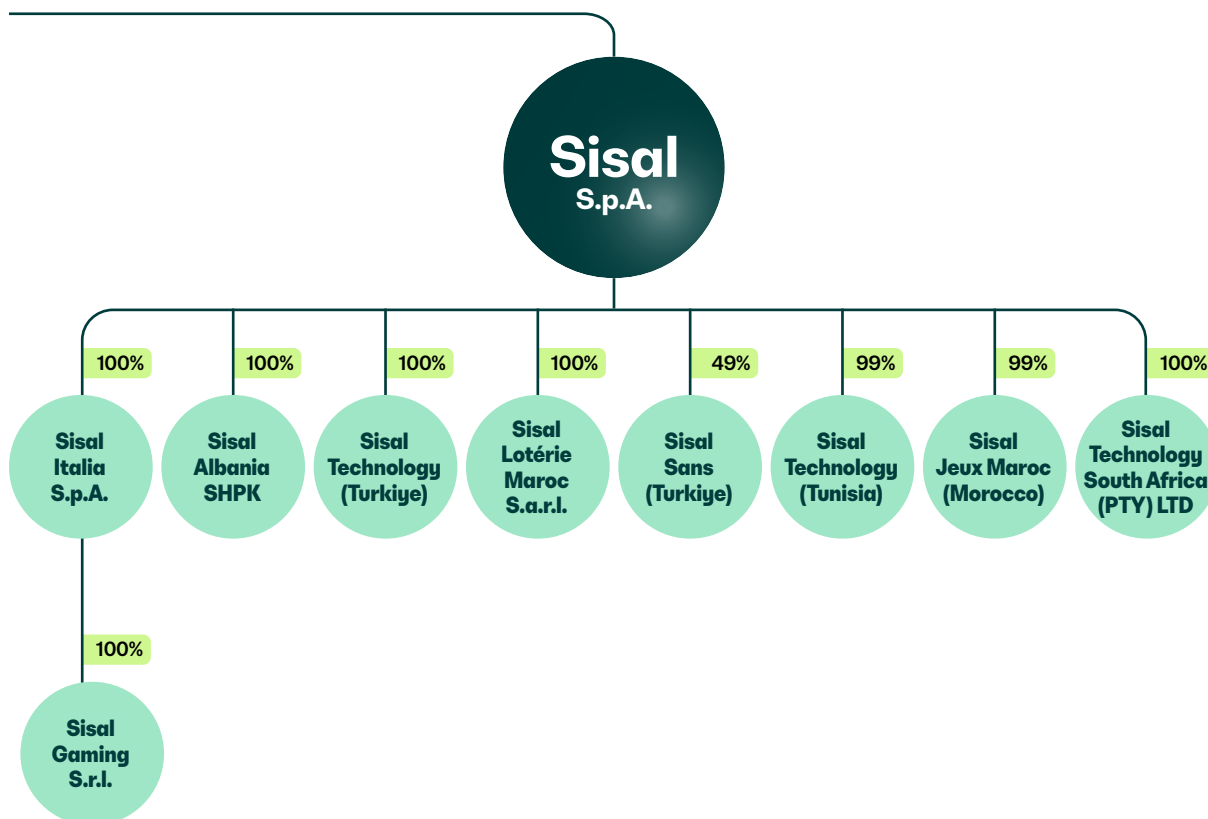 Sisal
S.p.A.
100%
100%
100%
100%
49%
99%
99%
100%
Sisal
Italia
S.p.A.
Sisal
Albania
SHPK
Sisal
Technology
(Turkiye)
Sisal
Lotérie
Maroc
S.a.r.l.
Sisal
Sans
(Turkiye)
Sisal
Technology
(Tunisia)
Sisal
Jeux Maroc
(Morocco)
Sisal
Technology
South Africa
(PTY) LTD
100%
Sisal
Gaming
S.r.l.